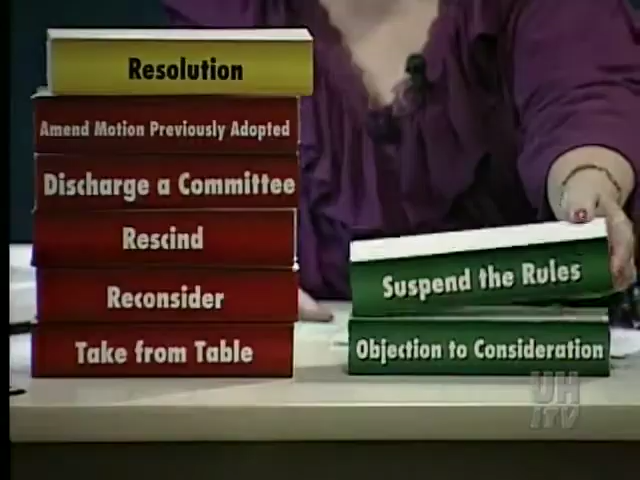 Resolution
Amend Motion Previously Adopted
Discharge a Committee
Rescind
Reconsider
Take from Table
Suspend the Rules
Objection to Consideration
UH
ITV